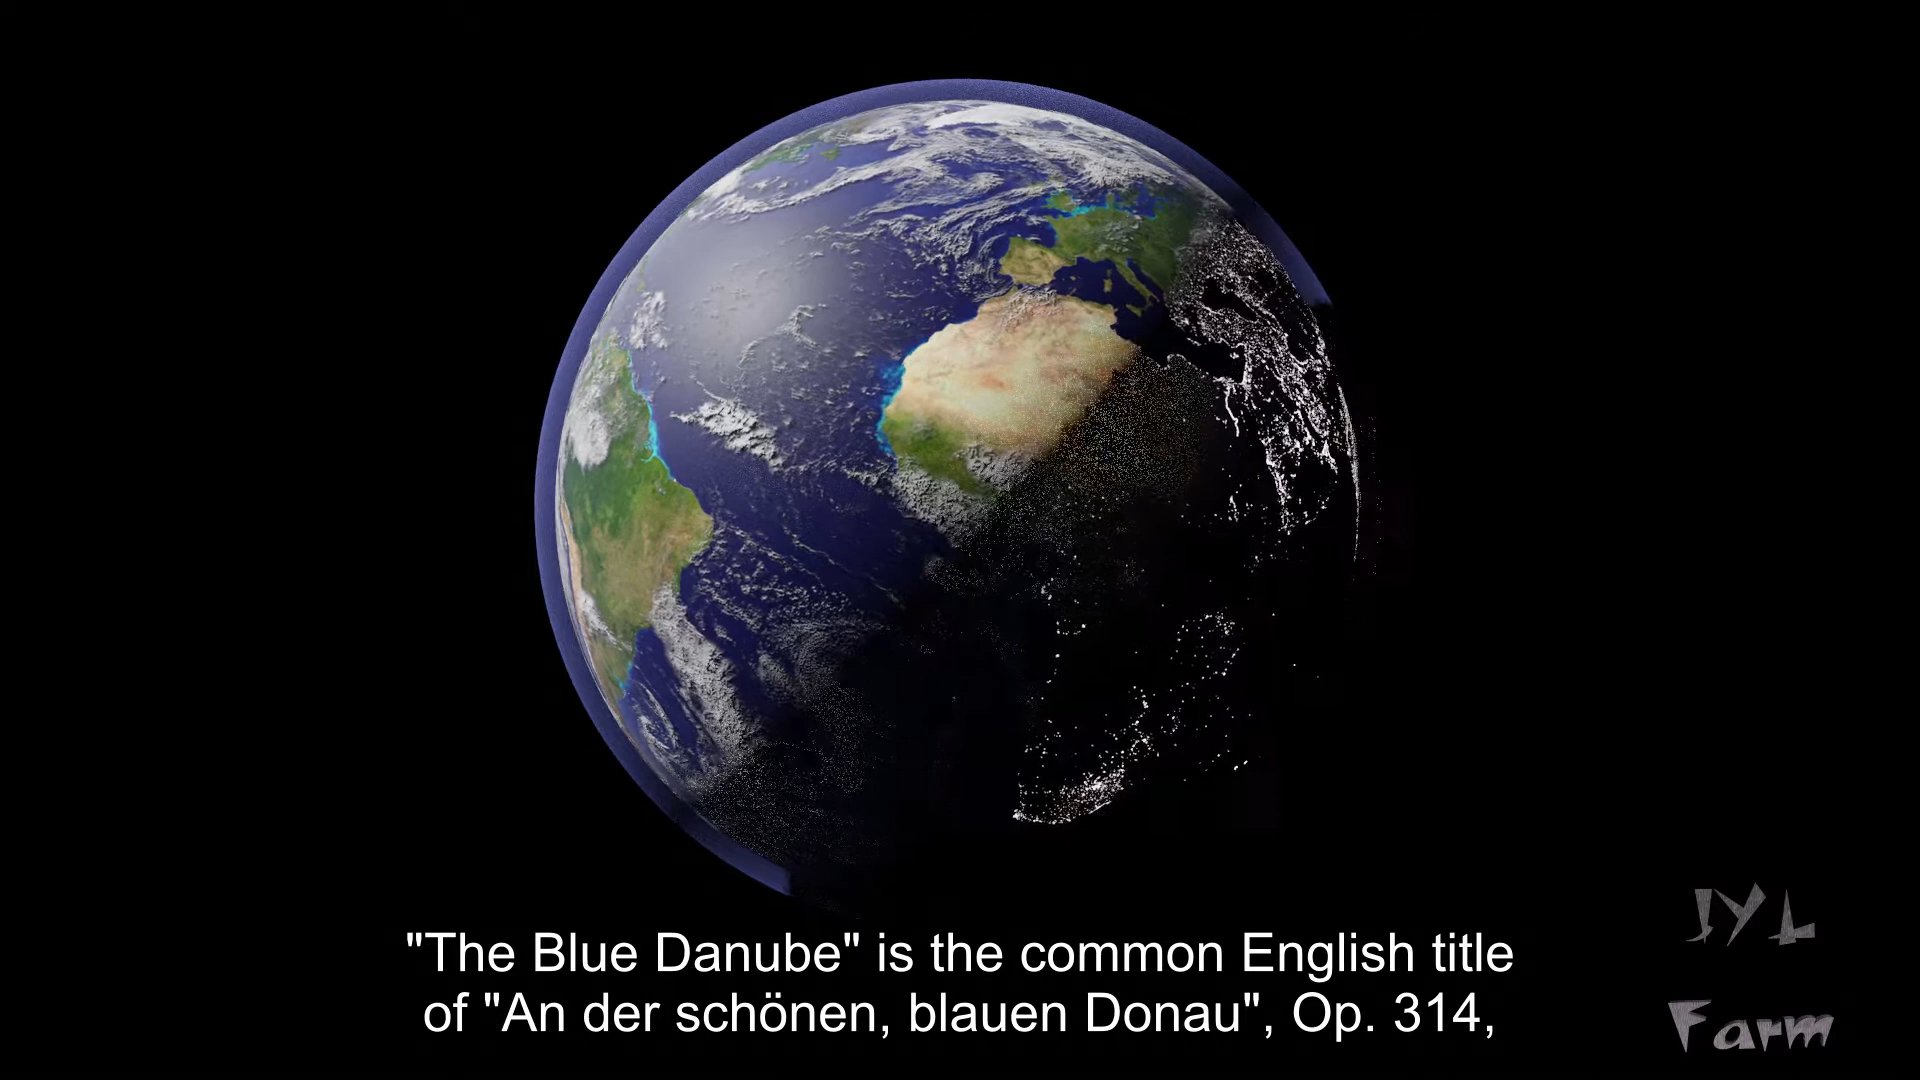 "The Blue Danube" is the common English title
of "An der schönen, blauen Donau", Op. 314,
JYL
Farm